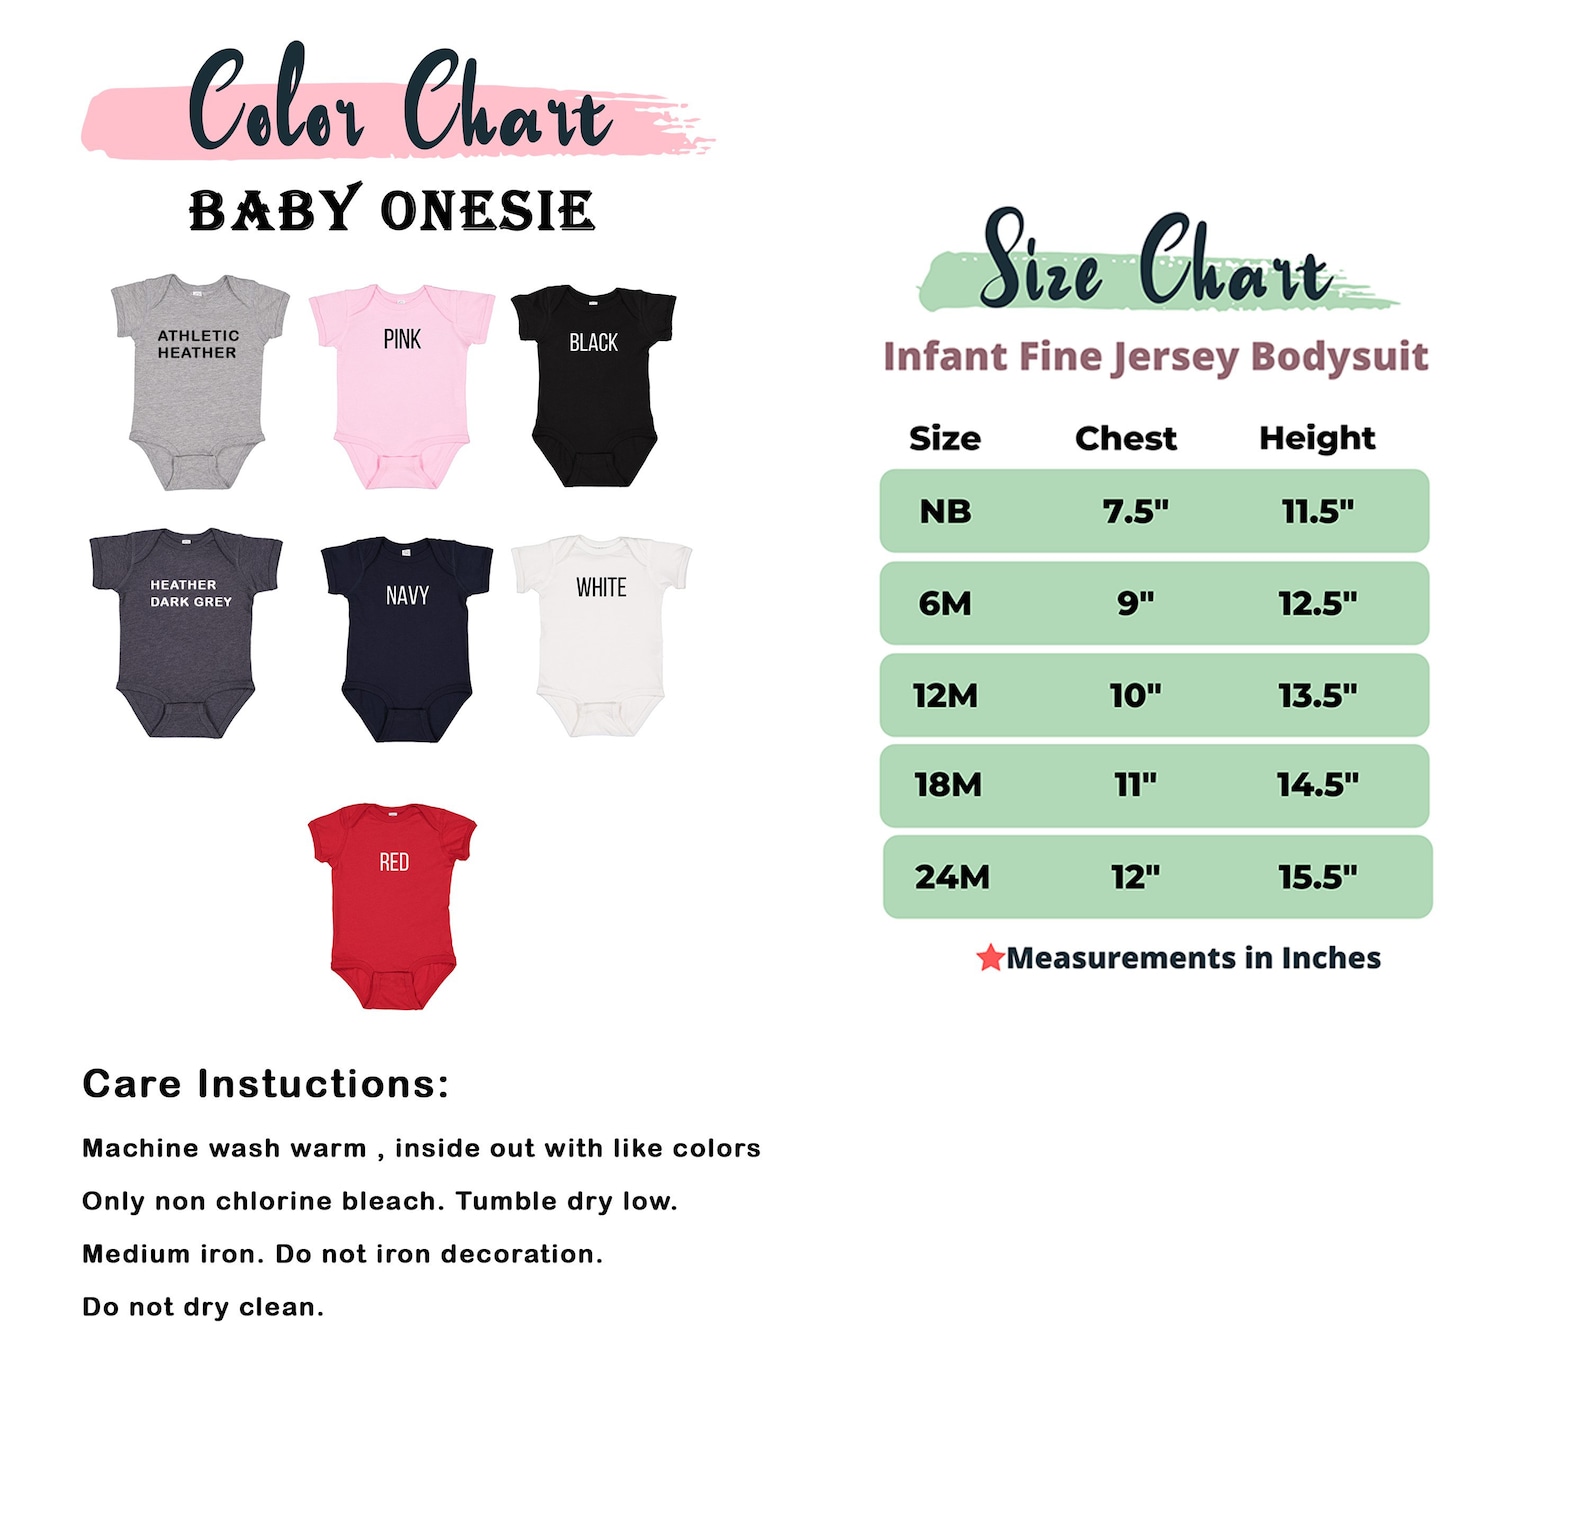 Color Chart
BABY ONESIE
ATHLETIC
HEATHER
PINK
BLACK
HEATHER
DARK GREY
NAVY
WHITE
RED
Size Chart
Infant Fine Jersey Bodysuit
Size Chest Height
NB 7.5" 11.5"
6M 9" 12.5"
12M 10" 13.5"
18M 11" 14.5"
24M 12" 15.5"
Measurements in Inches
Care Instuctions:
Machine wash warm , inside out with like colors
Only non chlorine bleach. Tumble dry low.
Medium iron. Do not iron decoration.
Do not dry clean.